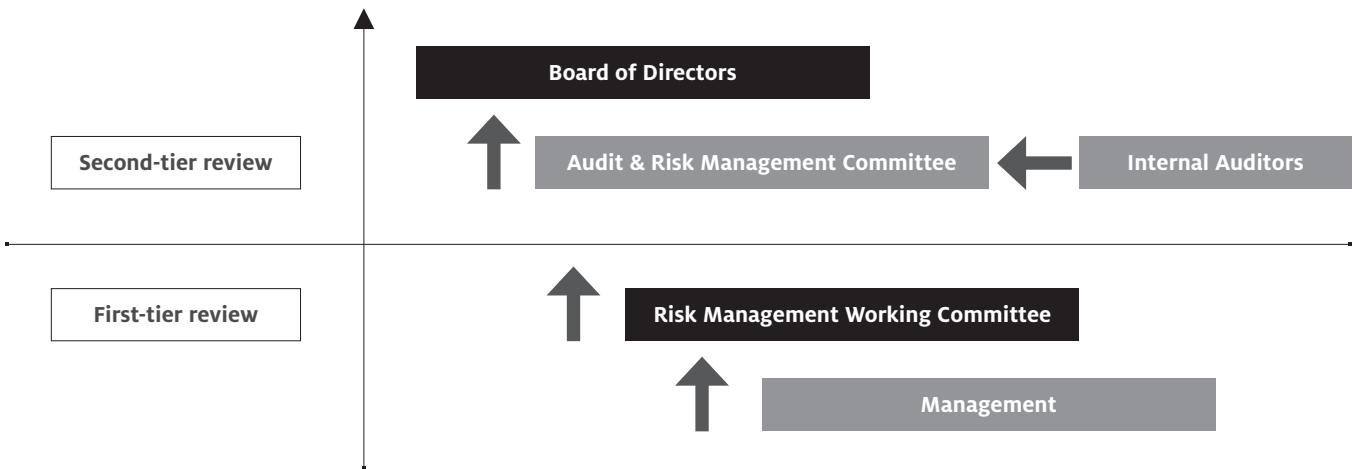 Board of Directors
Second-tier review
Audit & Risk Management Committee
Internal Auditors
First-tier review
Risk Management Working Committee
Management